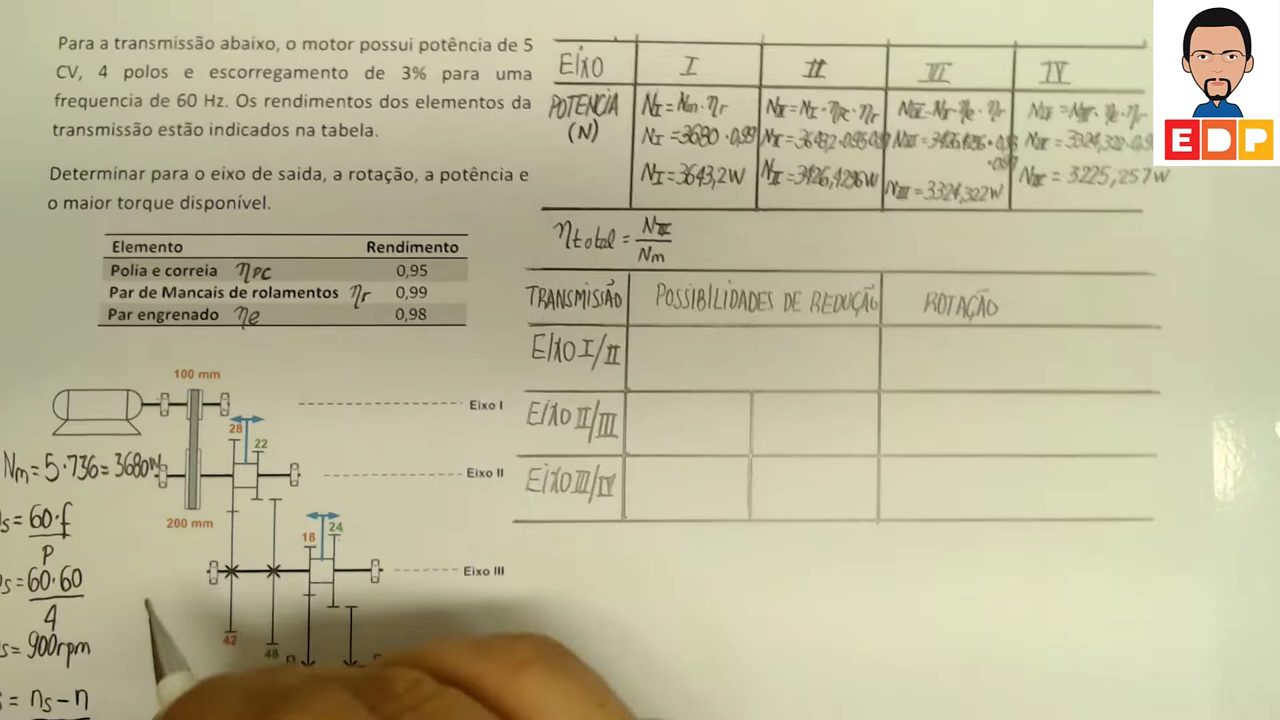 Para a transmissão abaixo, o motor possui potência de 5
CV, 4 polos e escorregamento de 3% para uma
frequencia de 60 Hz. Os rendimentos dos elementos da
transmissão estão indicados na tabela.
Determinar para o eixo de saida, a rotação, a potência e
o maior torque disponível.
Elemento Rendimento
Polia e correia ηPC 0,95
Par de Mancais de rolamentos ηr 0,99
Par engrenado ηe 0,98
100 mm
Eixo I
28
22
Nm = 5·736 = 3680W
Eixo II
200 mm
s = 60·f
P
18
24
s = 60·60
4
Eixo III
42
48
s = 900rpm
= ns - n
EIXO I II III IV
POTENCIA
(N)
NI = Nm · ηr
NI = 3680 · 0,99
NI = 3643,2W
NII = NI · ηPC · ηr
NII = 3426,4296W
NIII = 3324,322W
= 3225,257W
ηtotal =
Nm
TRANSMISSÃO POSSIBILIDADES DE REDUÇÃO ROTAÇÃO
EIXO I/II
EIXO II/III
EIXO III/IV
EDP